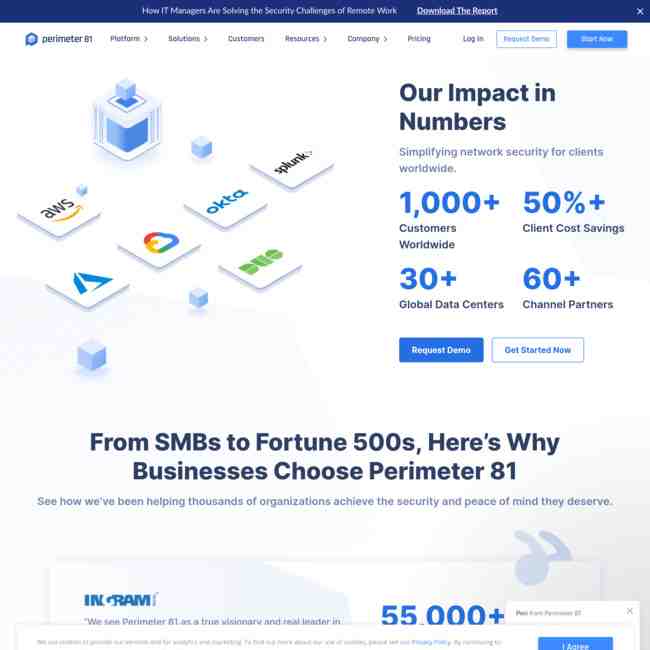 How IT Managers Are Solving the Security Challenges of Remote Work Download The Report
perimeter 81 Platform Solutions Customers Resources Company Pricing Log In Request Demo Start Now
Our Impact in
Numbers
Simplifying network security for clients
worldwide.
1,000+ 50%+
Customers
Worldwide
Client Cost Savings
30+ 60+
Global Data Centers Channel Partners
Request Demo Get Started Now
splunk>
aws
okta
From SMBs to Fortune 500s, Here's Why
Businesses Choose Perimeter 81
See how we've been helping thousands of organizations achieve the security and peace of mind they deserve.
INGRAM
55,000+
"We see Perimeter 81 as a true visionary and real leader in
from Perimeter 81
We use cookies to provide our services and for analytics and marketing. To find out more about our use of cookies, please see our Privacy Policy. By continuing to
I Agree